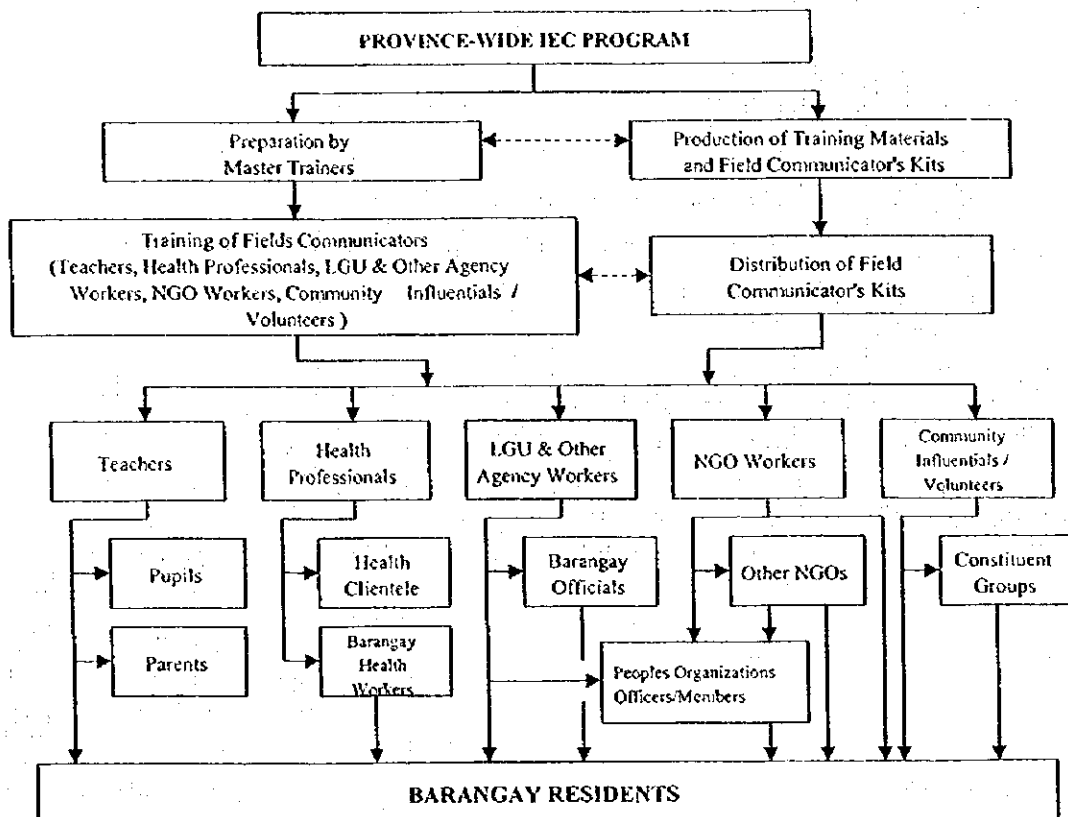 PROVINCE-WIDE IEC PROGRAM
Preparation by
Master Trainers
Production of Training Materials
and Field Communicator's Kits
Training of Fields Communicators
(Teachers, Health Professionals, LGU & Other Agency
Workers, NGO Workers, Community Influentials /
Volunteers )
Distribution of Field
Communicator's Kits
Teachers
Health
Professionals
LGU & Other
Agency Workers
NGO Workers
Community
Influentials /
Volunteers
Pupils
Health
Clientele
Barangay
Officials
Other NGOs
Constituent
Groups
Parents
Barangay
Health
Workers
Peoples Organizations
Officers/Members
BARANGAY RESIDENTS